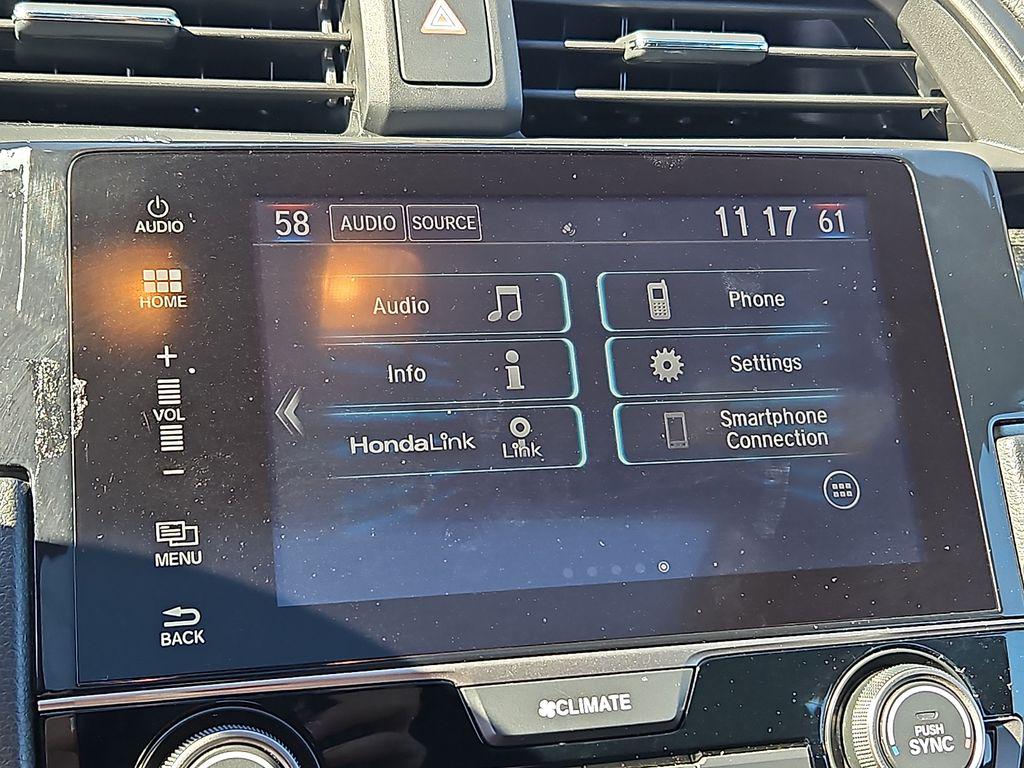 58 AUDIO SOURCE 11 17 61
AUDIO
HOME
+
VOL
−
MENU
BACK
Audio
Phone
Info
Settings
HondaLink Link
Smartphone
Connection
CLIMATE
PUSH
SYNC